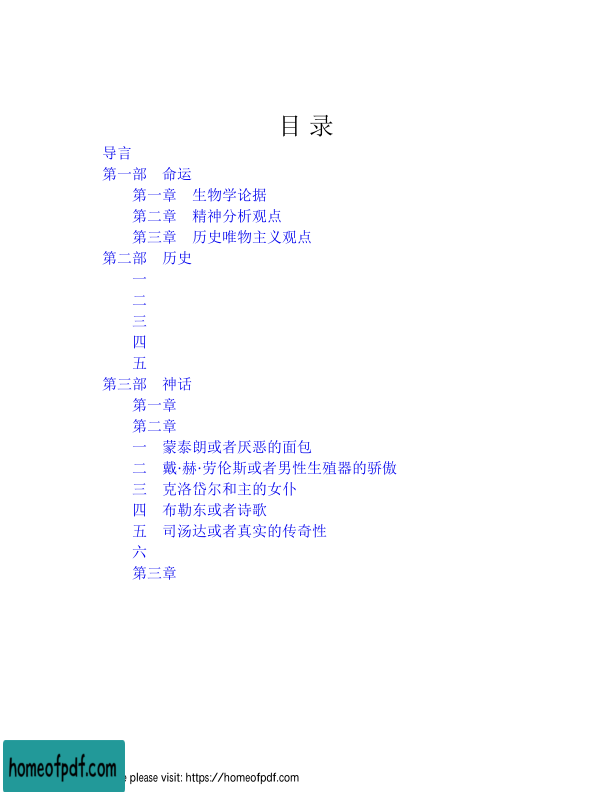 目 录
导言
第一部 命运
第一章 生物学论据
第二章 精神分析观点
第三章 历史唯物主义观点
第二部 历史
一
二
三
四
五
第三部 神话
第一章
第二章
一 蒙泰朗或者厌恶的面包
二 戴·赫·劳伦斯或者男性生殖器的骄傲
三 克洛岱尔和主的女仆
四 布勒东或者诗歌
五 司汤达或者真实的传奇性
六
第三章
homeofpdf.com
please visit: https://homeofpdf.com